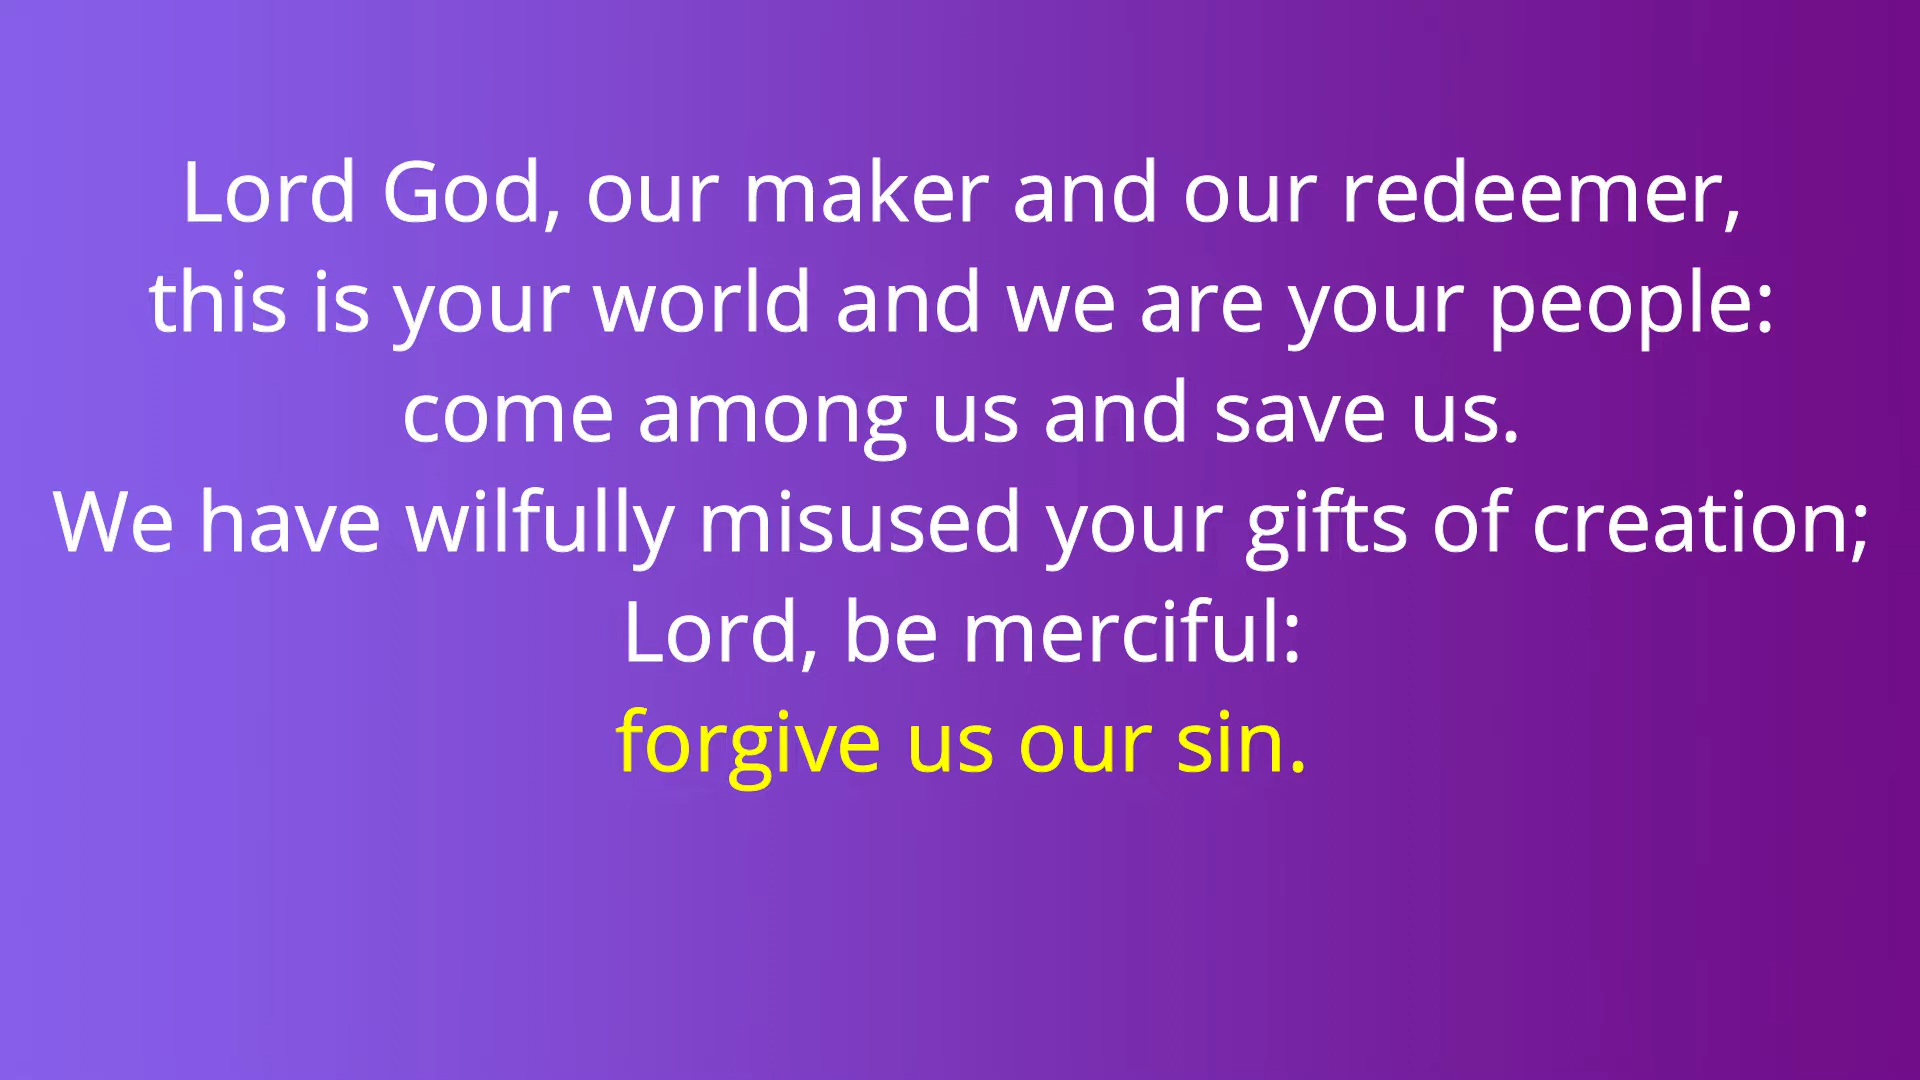 Lord God, our maker and our redeemer,
this is your world and we are your people:
come among us and save us.
We have wilfully misused your gifts of creation;
Lord, be merciful:
forgive us our sin.